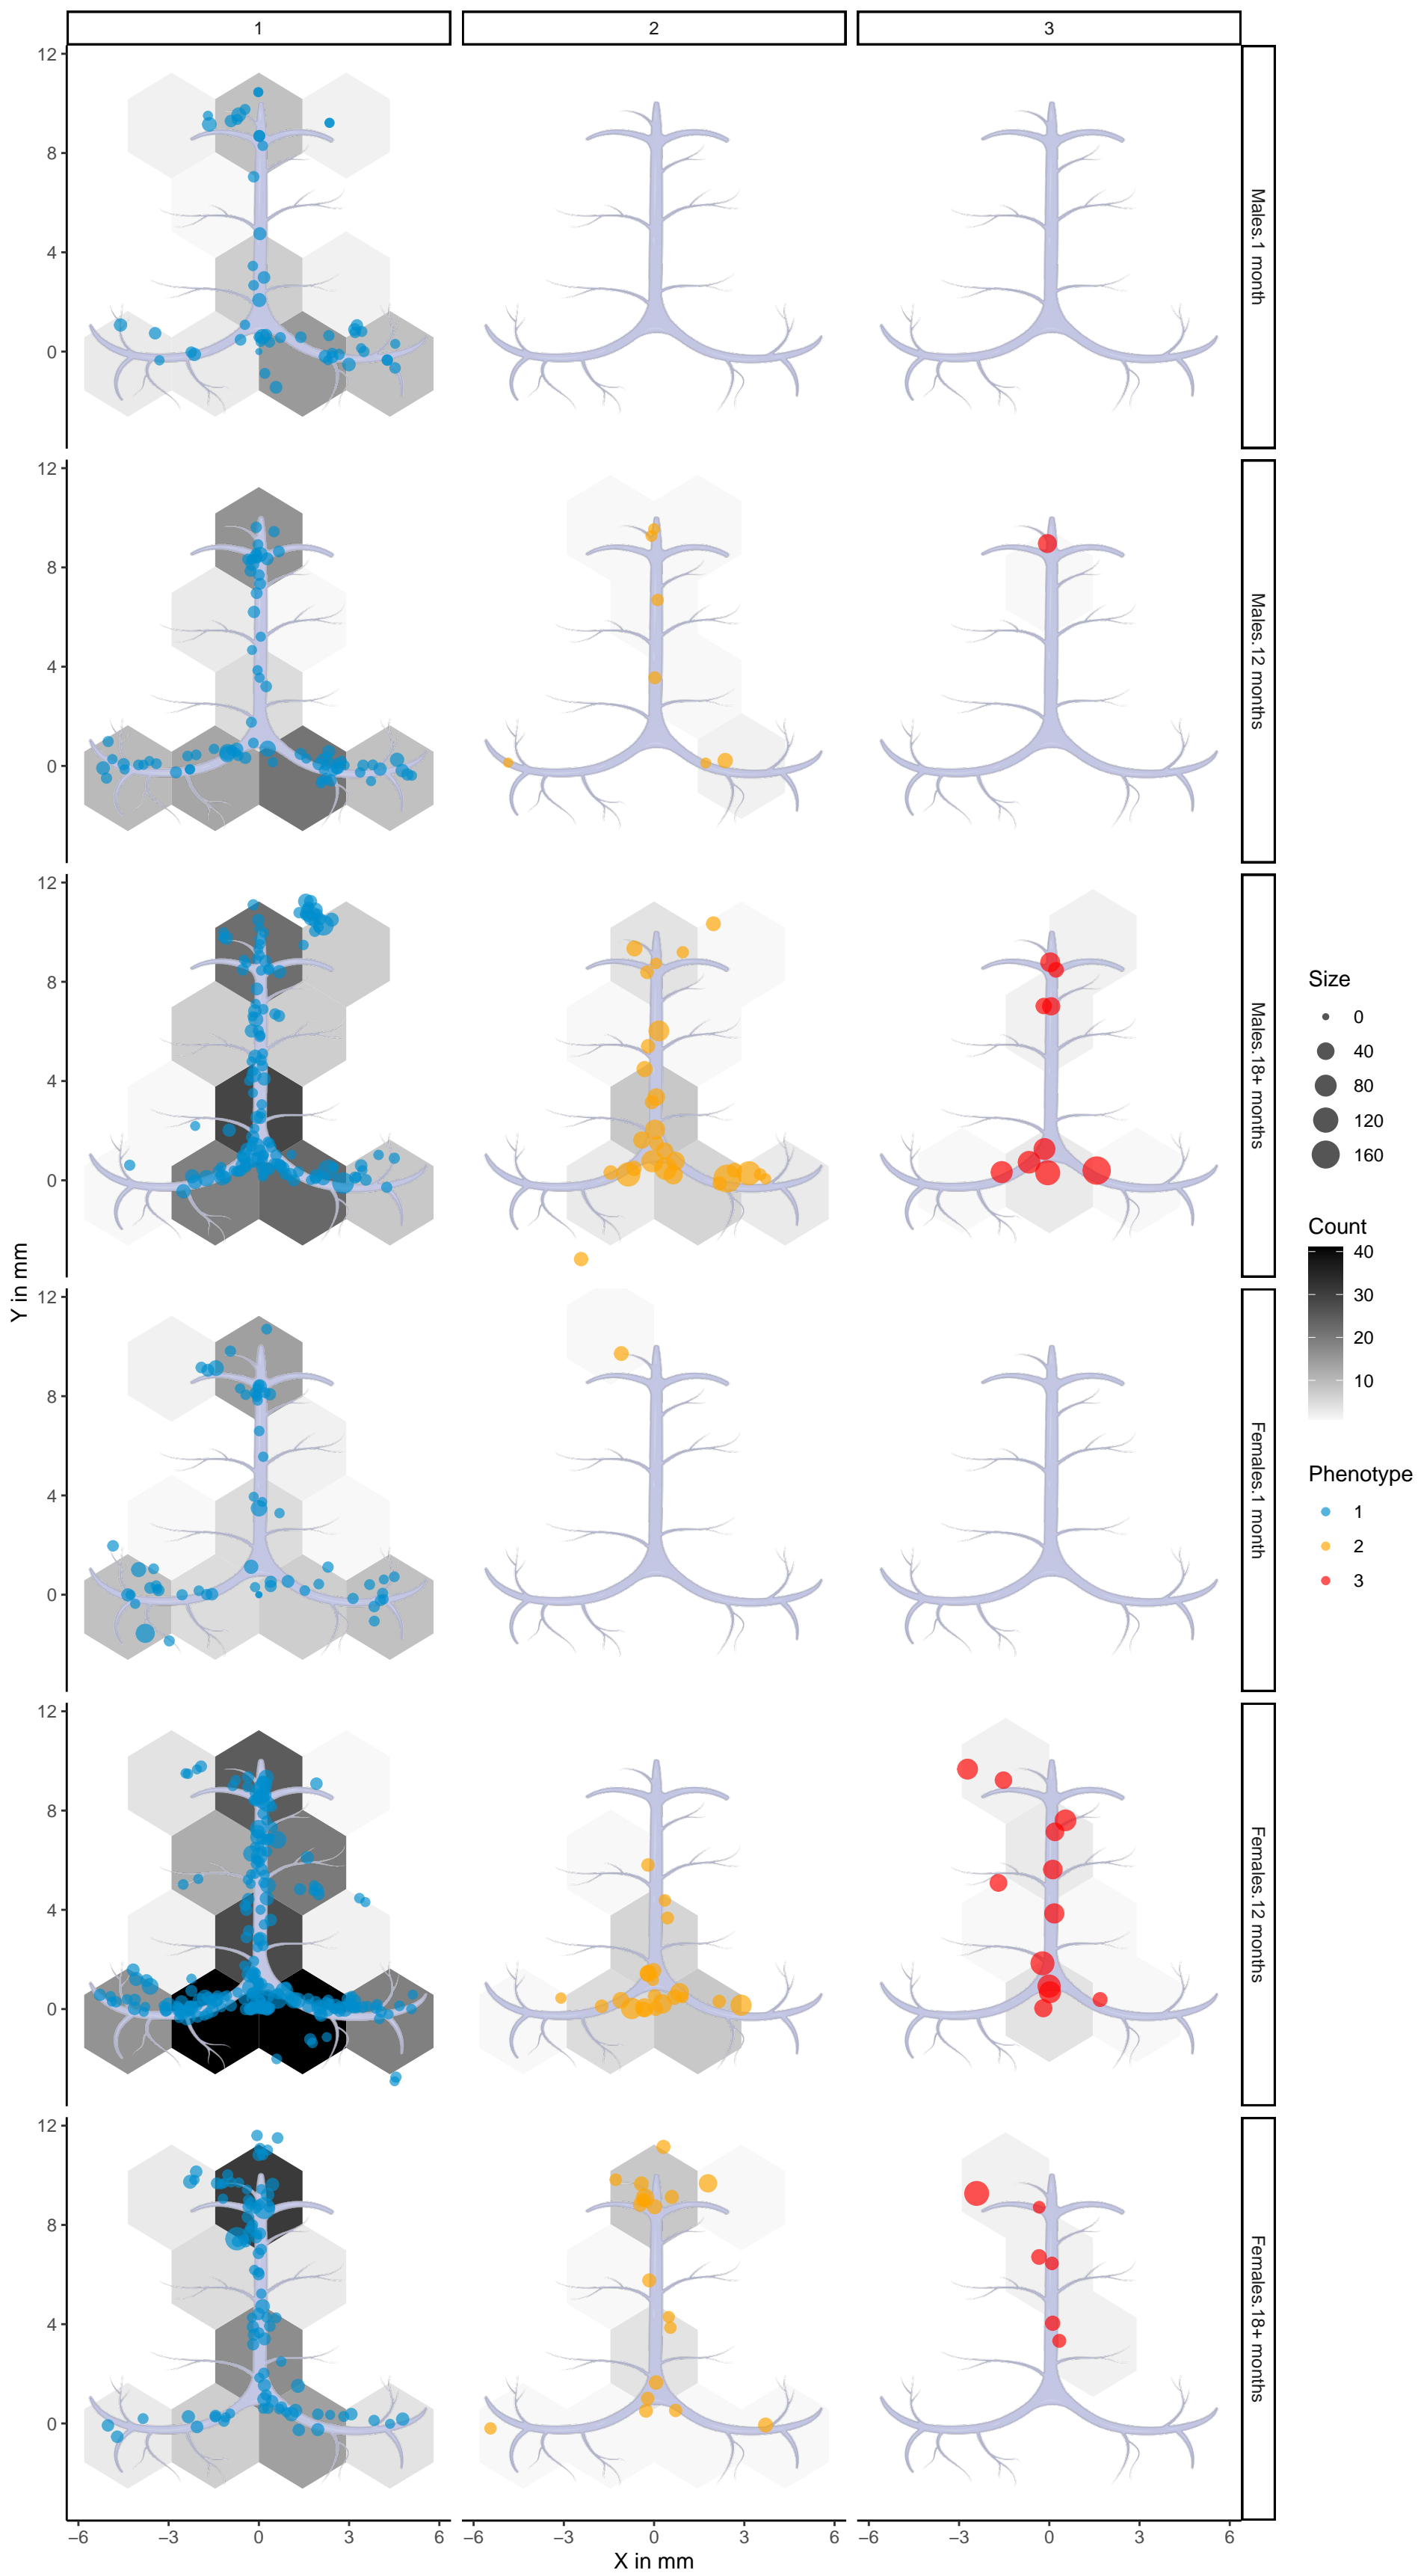 1 2 3
12
8
4
0
Males.1 month
12
8
4
0
Males.12 months
12
8
4
0
Males.18+ months
12
8
4
0
Females.1 month
12
8
4
0
Females.12 months
12
8
4
0
Females.18+ months
−6 −3 0 3 6 −6 −3 0 3 6 −6 −3 0 3 6
X in mm
Y in mm
Size
0
40
80
120
160
Count
40
30
20
10
Phenotype
1
2
3